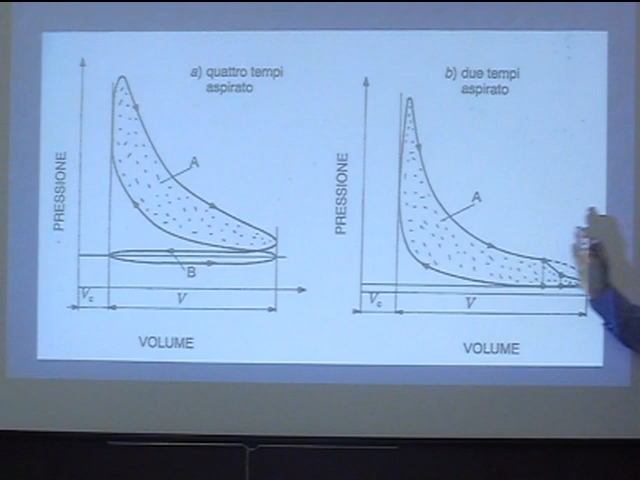 a) quattro tempi
aspirato
PRESSIONE
A
B
Vc
V
VOLUME
b) due tempi
aspirato
PRESSIONE
A
Vc
V
VOLUME